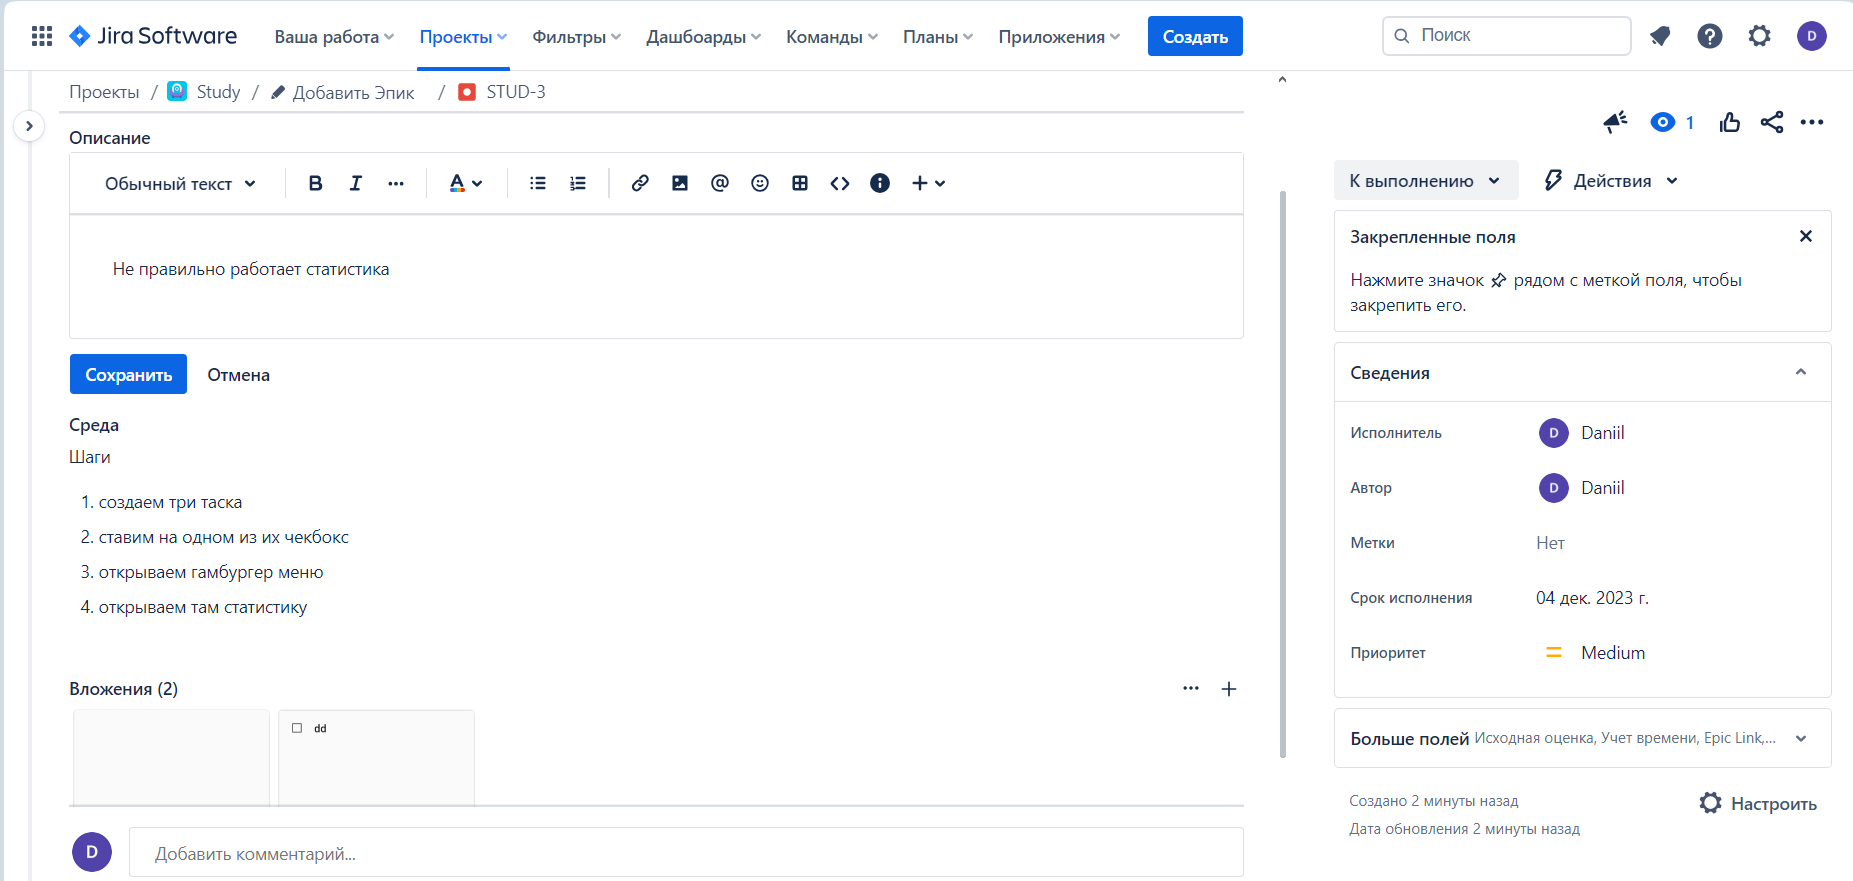 Jira Software Ваша работа Проекты Фильтры Дашборды Команды Планы Приложения Создать Поиск D
Проекты / Study / Добавить Эпик / STUD-3
1
Описание
Обычный текст B I A
К выполнению Действия
Закрепленные поля
Не правильно работает статистика
Нажмите значок рядом с меткой поля, чтобы
закрепить его.
Сохранить Отмена
Сведения
Среда
Шаги
1. создаем три таска
2. ставим на одном из их чекбокс
3. открываем гамбургер меню
4. открываем там статистику
Исполнитель D Daniil
Автор D Daniil
Метки Нет
Срок исполнения 04 дек. 2023 г.
Приоритет Medium
Вложения (2)
dd
Больше полей Исходная оценка, Учет времени, Epic Link,...
Создано 2 минуты назад
Дата обновления 2 минуты назад
Настроить
D Добавить комментарий...